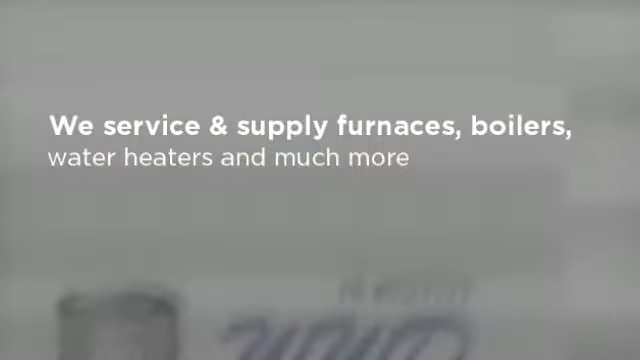 We service & supply furnaces, boilers,
water heaters and much more